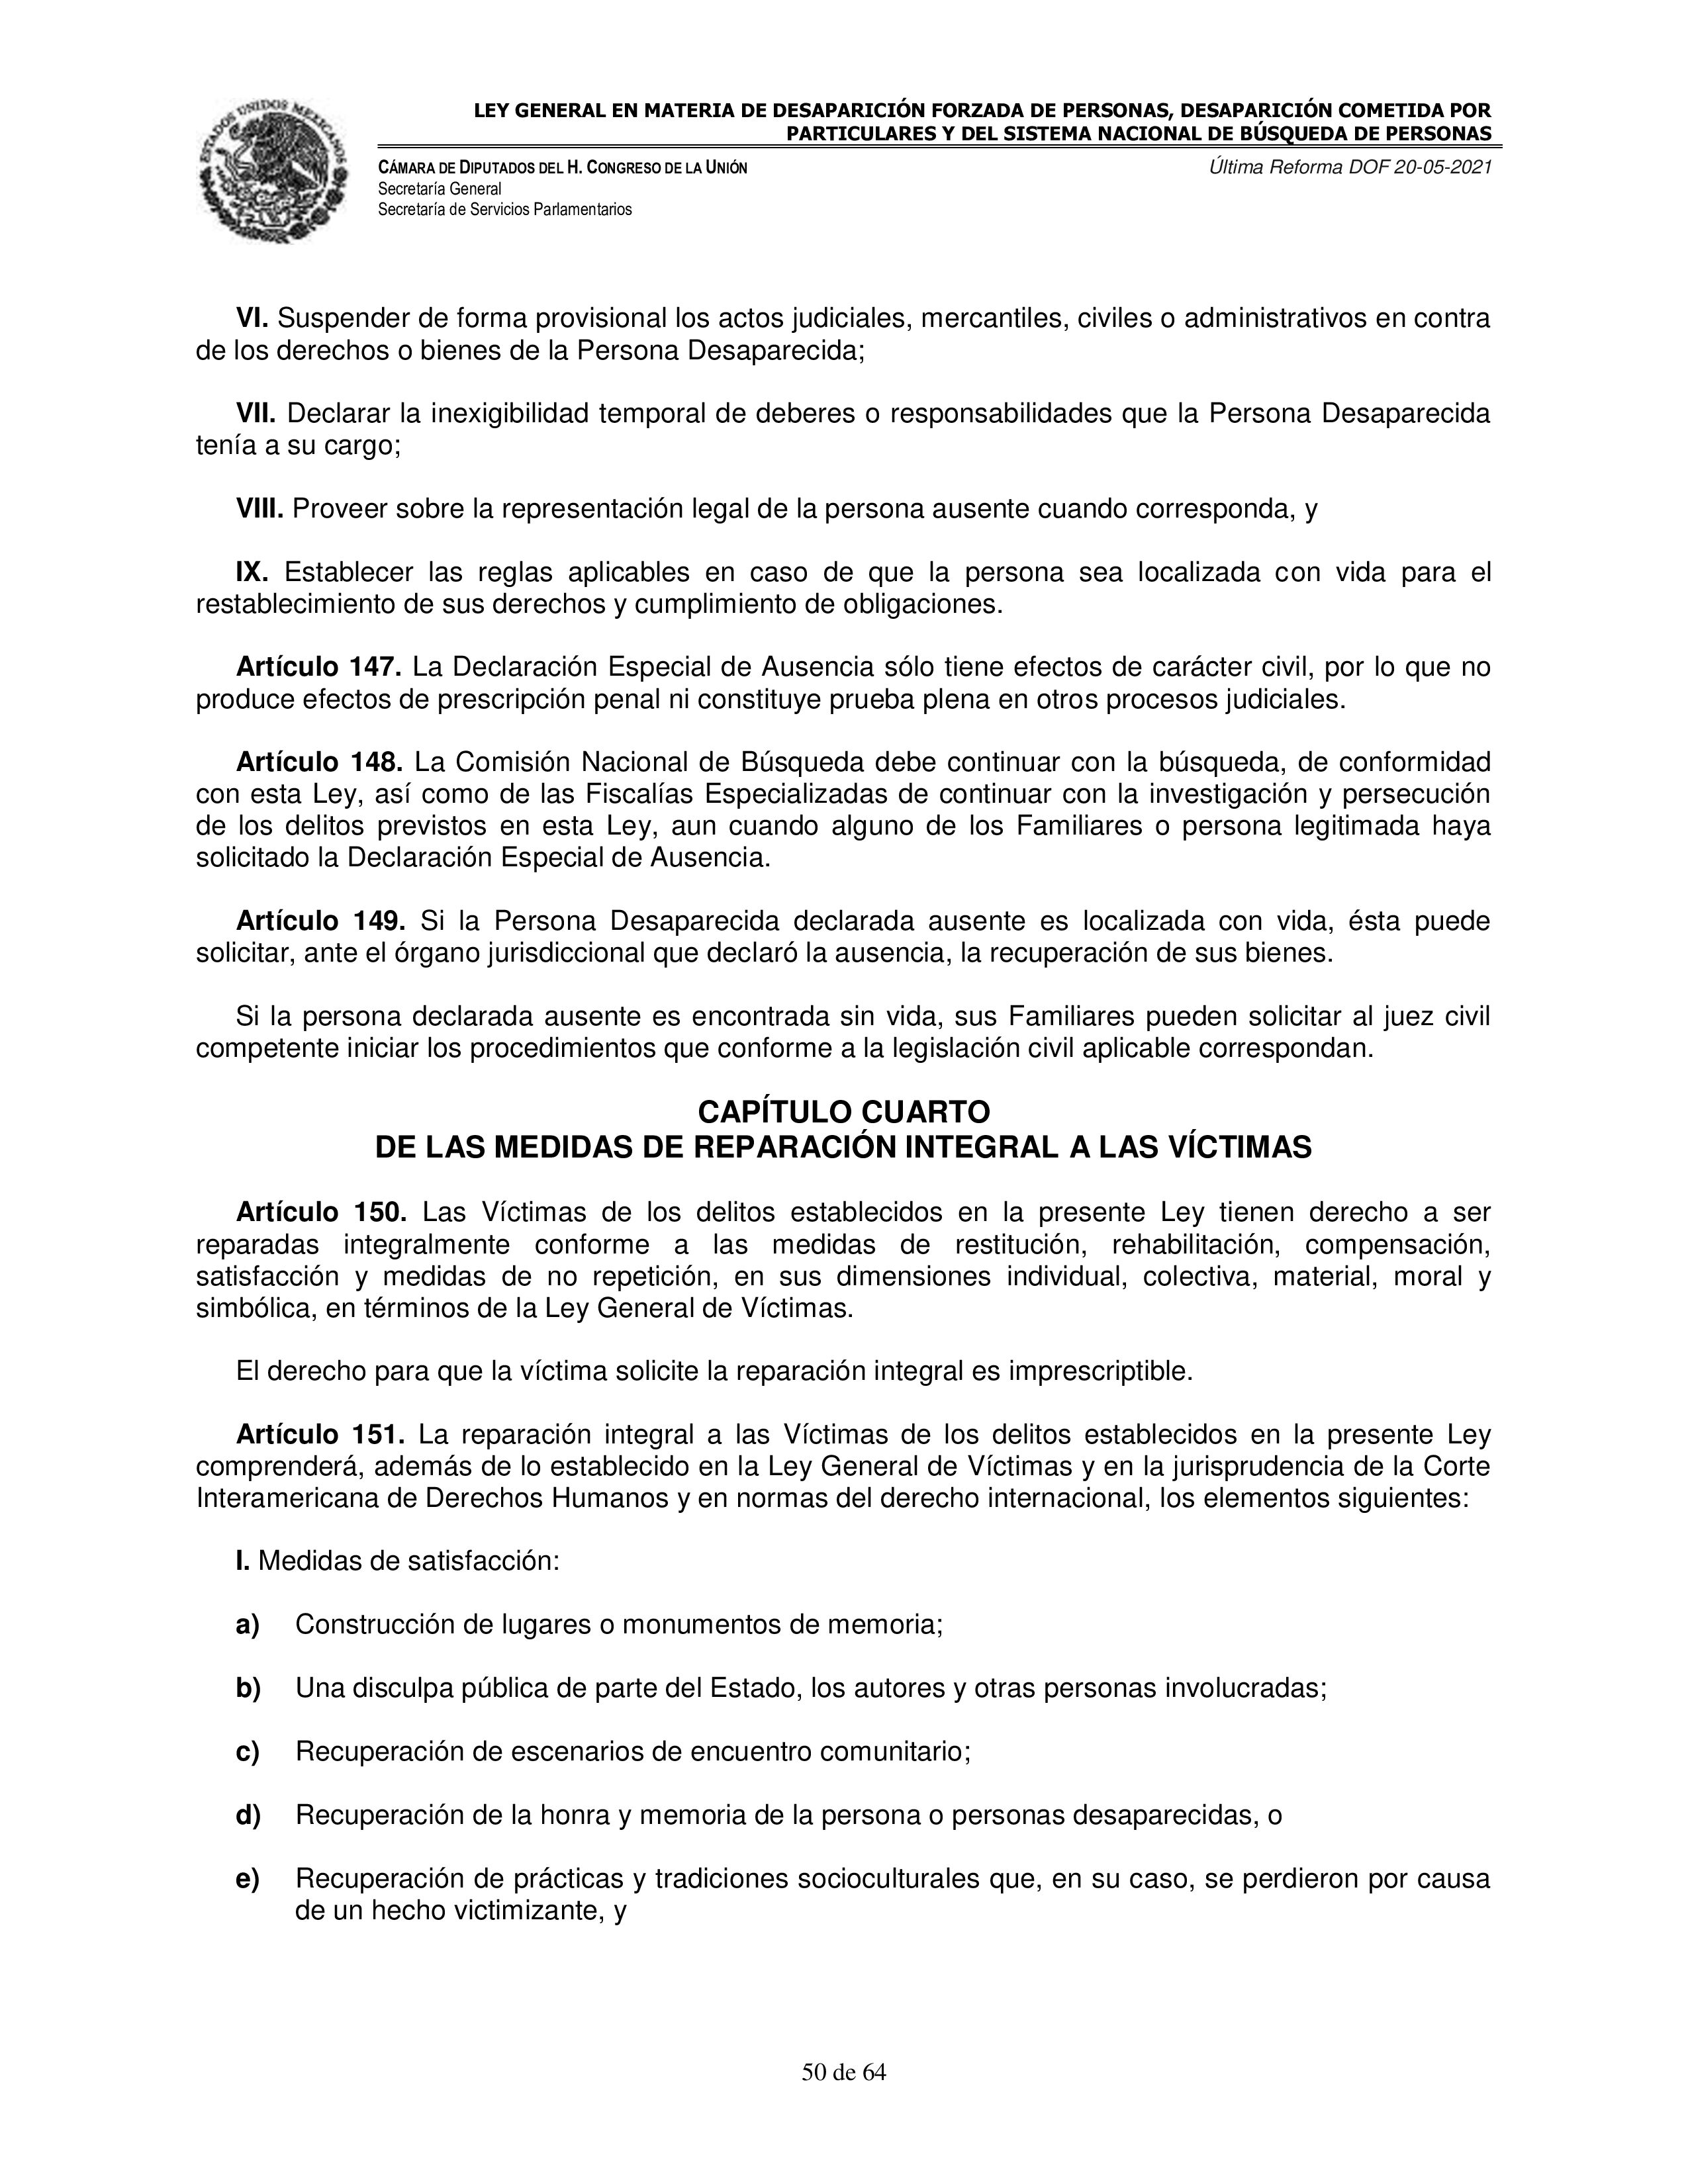 ESTADOS UNIDOS MEXICANOS
LEY GENERAL EN MATERIA DE DESAPARICIÓN FORZADA DE PERSONAS, DESAPARICIÓN COMETIDA POR
PARTICULARES Y DEL SISTEMA NACIONAL DE BÚSQUEDA DE PERSONAS
CÁMARA DE DIPUTADOS DEL H. CONGRESO DE LA UNIÓN
Última Reforma DOF 20-05-2021
Secretaría General
Secretaría de Servicios Parlamentarios
VI. Suspender de forma provisional los actos judiciales, mercantiles, civiles o administrativos en contra
de los derechos o bienes de la Persona Desaparecida;
VII. Declarar la inexigibilidad temporal de deberes o responsabilidades que la Persona Desaparecida
tenía a su cargo;
VIII. Proveer sobre la representación legal de la persona ausente cuando corresponda, y
IX. Establecer las reglas aplicables en caso de que la persona sea localizada con vida para el
restablecimiento de sus derechos y cumplimiento de obligaciones.
Artículo 147. La Declaración Especial de Ausencia sólo tiene efectos de carácter civil, por lo que no
produce efectos de prescripción penal ni constituye prueba plena en otros procesos judiciales.
Artículo 148. La Comisión Nacional de Búsqueda debe continuar con la búsqueda, de conformidad
con esta Ley, así como de las Fiscalías Especializadas de continuar con la investigación y persecución
de los delitos previstos en esta Ley, aun cuando alguno de los Familiares o persona legitimada haya
solicitado la Declaración Especial de Ausencia.
Artículo 149. Si la Persona Desaparecida declarada ausente es localizada con vida, ésta puede
solicitar, ante el órgano jurisdiccional que declaró la ausencia, la recuperación de sus bienes.
Si la persona declarada ausente es encontrada sin vida, sus Familiares pueden solicitar al juez civil
competente iniciar los procedimientos que conforme a la legislación civil aplicable correspondan.
CAPÍTULO CUARTO
DE LAS MEDIDAS DE REPARACIÓN INTEGRAL A LAS VÍCTIMAS
Artículo 150. Las Víctimas de los delitos establecidos en la presente Ley tienen derecho a ser
reparadas integralmente conforme a las medidas de restitución, rehabilitación, compensación,
satisfacción y medidas de no repetición, en sus dimensiones individual, colectiva, material, moral y
simbólica, en términos de la Ley General de Víctimas.
El derecho para que la víctima solicite la reparación integral es imprescriptible.
Artículo 151. La reparación integral a las Víctimas de los delitos establecidos en la presente Ley
comprenderá, además de lo establecido en la Ley General de Víctimas y en la jurisprudencia de la Corte
Interamericana de Derechos Humanos y en normas del derecho internacional, los elementos siguientes:
I. Medidas de satisfacción:
a) Construcción de lugares o monumentos de memoria;
b) Una disculpa pública de parte del Estado, los autores y otras personas involucradas;
c) Recuperación de escenarios de encuentro comunitario;
d) Recuperación de la honra y memoria de la persona o personas desaparecidas, o
e) Recuperación de prácticas y tradiciones socioculturales que, en su caso, se perdieron por causa
de un hecho victimizante, y
50 de 64